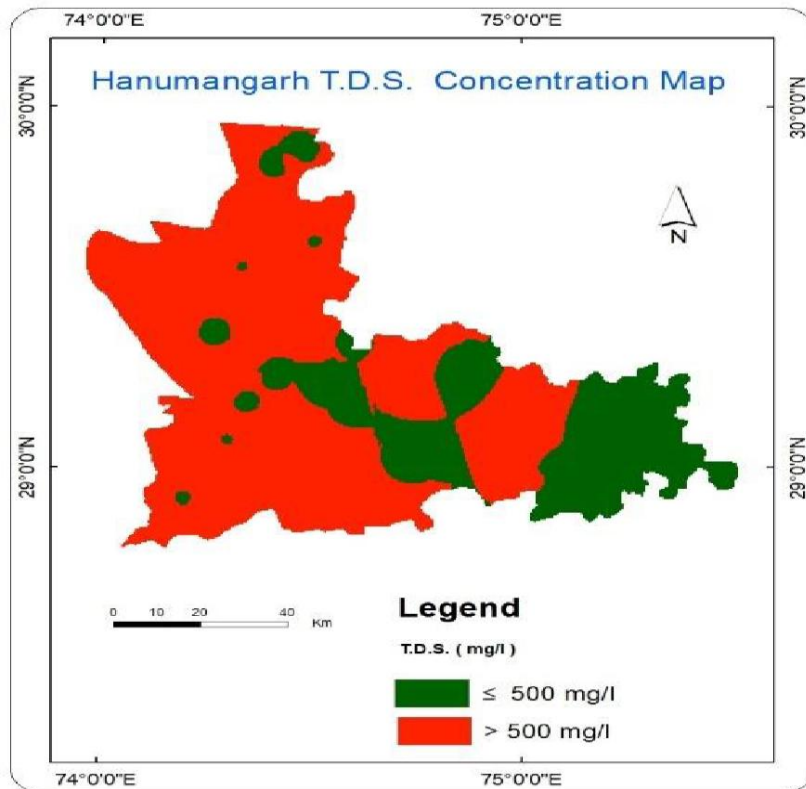 74°0'0"E 75°0'0"E
Hanumangarh T.D.S. Concentration Map
30°0'0"N 30°0'0"N
N
29°0'0"N 29°0'0"N
0 10 20 40 Km
Legend
T.D.S. ( mg/l )
≤ 500 mg/l
> 500 mg/l
74°0'0"E 75°0'0"E